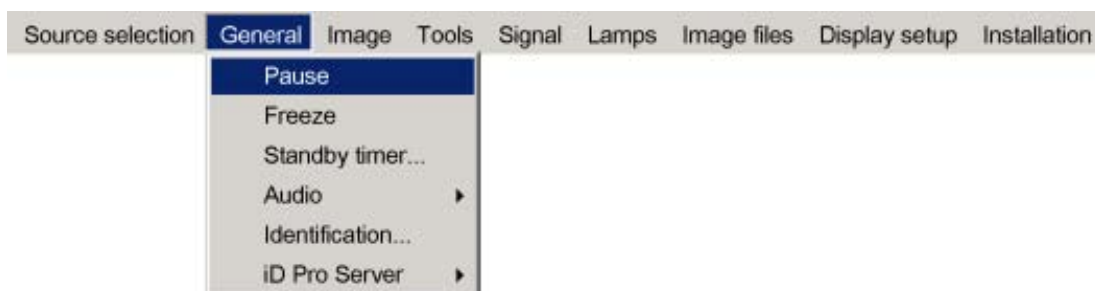 Source selection General Image Tools Signal Lamps Image files Display setup Installation
Pause
Freeze
Standby timer...
Audio
Identification...
iD Pro Server